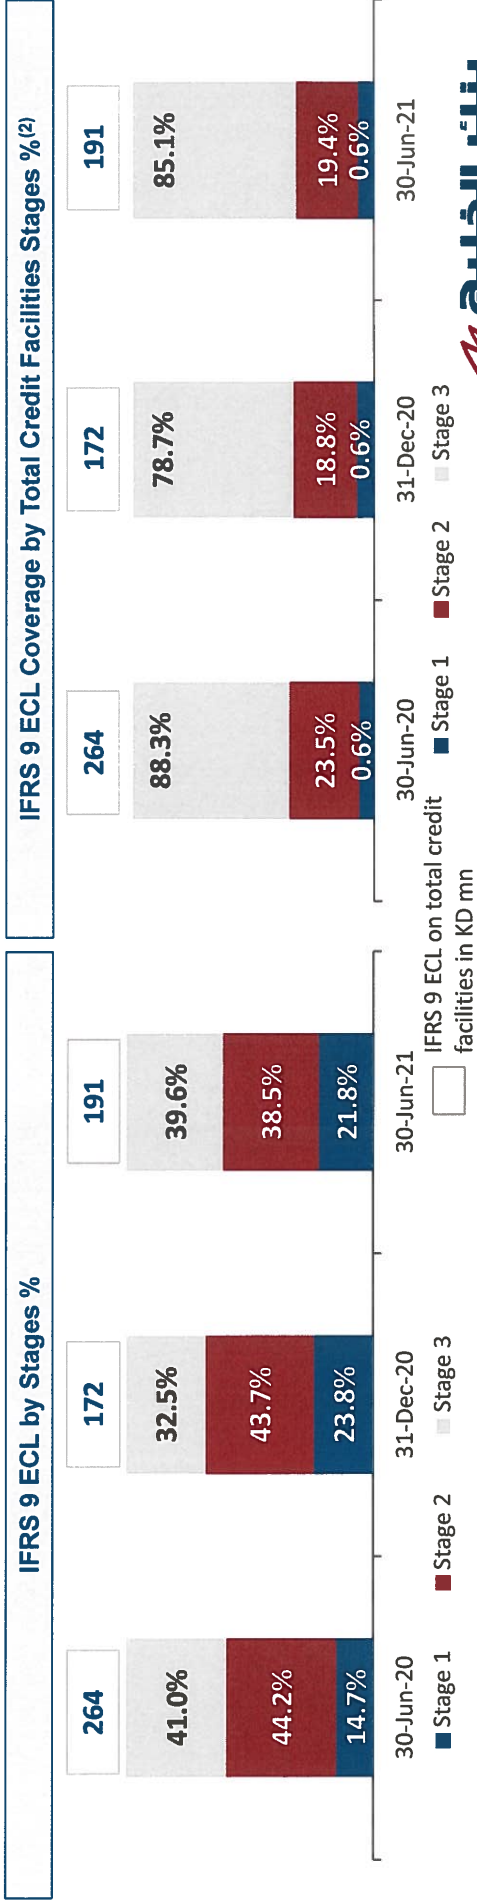 IFRS 9 ECL by Stages %
264
172
191
41.0%
44.2%
14.7%
32.5%
43.7%
23.8%
39.6%
38.5%
21.8%
30-Jun-20
31-Dec-20
30-Jun-21
Stage 1
Stage 2
Stage 3
IFRS 9 ECL Coverage by Total Credit Facilities Stages %(2)
264
172
191
88.3%
23.5%
0.6%
78.7%
18.8%
0.6%
85.1%
19.4%
0.6%
30-Jun-20
31-Dec-20
30-Jun-21
Stage 1
Stage 2
Stage 3
IFRS 9 ECL on total credit
facilities in KD mn